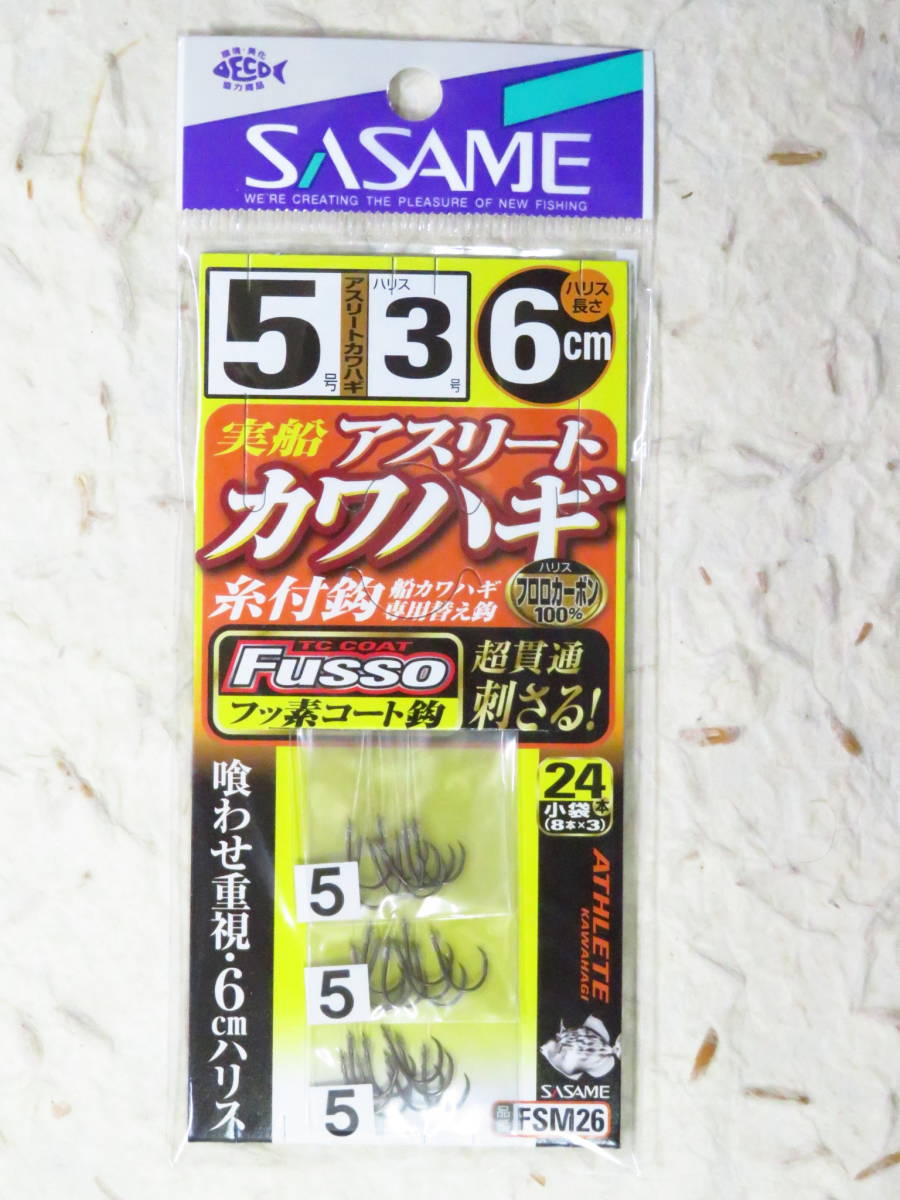 環境・美化
DECO
協力商品
SASAME
WE'RE CREATING THE PLEASURE OF NEW FISHING
5号
アスリートカワハギ
ハリス
3号
6cm
ハリス
長さ
実船 アスリート
カワハギ
糸付鈎
船カワハギ
専用替え鈎
ハリス
フロロカーボン
100%
TC COAT
Fusso
フッ素コート鈎
超貫通
刺さる!
喰わせ重視・6cmハリス
24本
小袋
(8本×3)
5
5
5
ATHLETE
KAWAHAGI
SASAME
FSM26